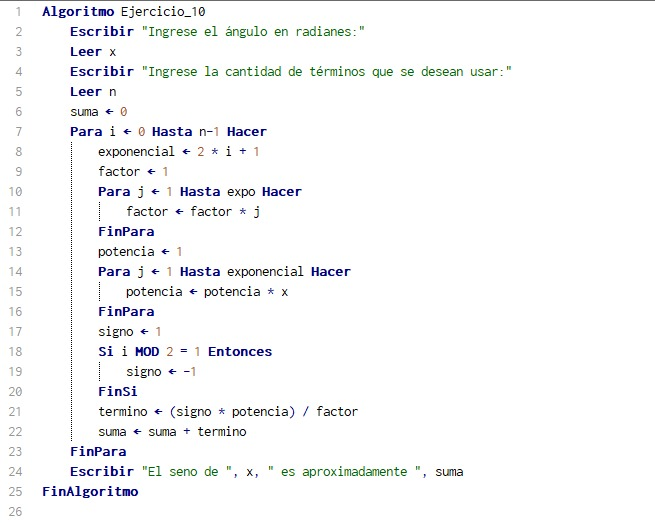 1 Algoritmo Ejercicio_10
2 Escribir "Ingrese el ángulo en radianes:"
3 Leer x
4 Escribir "Ingrese la cantidad de términos que se desean usar:"
5 Leer n
6 suma ← 0
7 Para i ← 0 Hasta n-1 Hacer
8 exponencial ← 2 * i + 1
9 factor ← 1
10 Para j ← 1 Hasta expo Hacer
11 factor ← factor * j
12 FinPara
13 potencia ← 1
14 Para j ← 1 Hasta exponencial Hacer
15 potencia ← potencia * x
16 FinPara
17 signo ← 1
18 Si i MOD 2 = 1 Entonces
19 signo ← -1
20 FinSi
21 termino ← (signo * potencia) / factor
22 suma ← suma + termino
23 FinPara
24 Escribir "El seno de ", x, " es aproximadamente ", suma
25 FinAlgoritmo
26